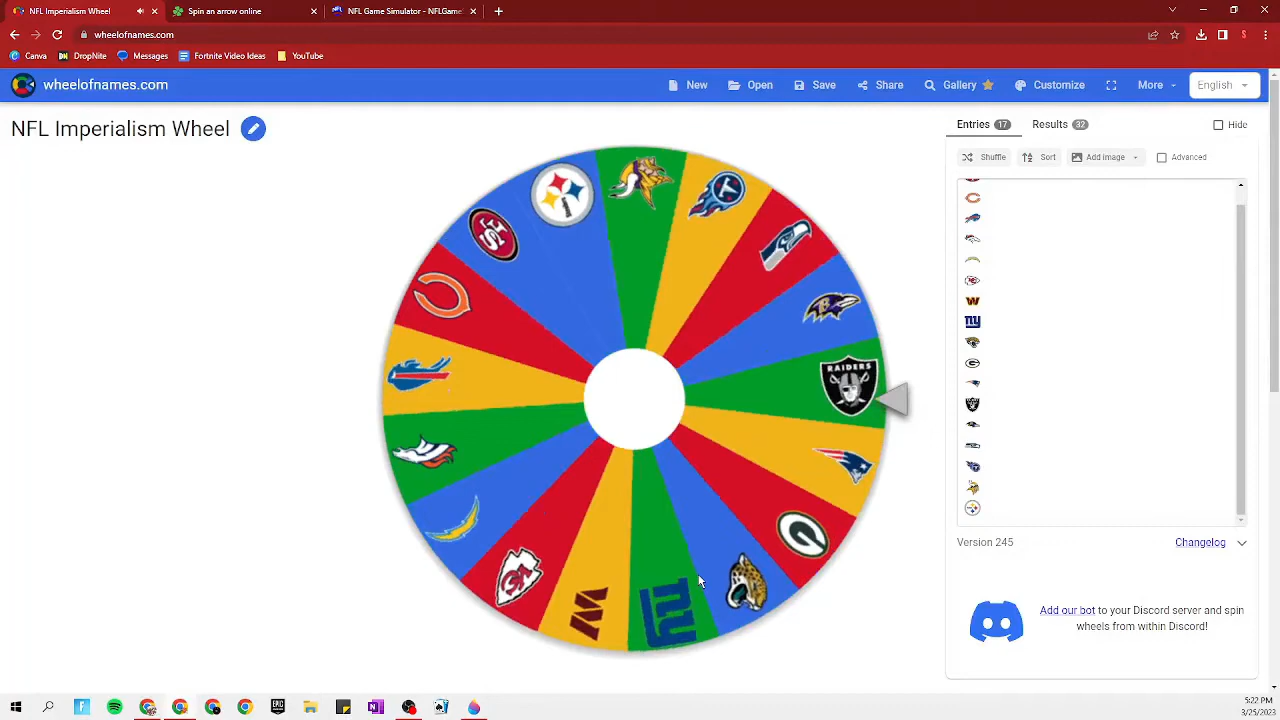 NFL Imperialism Wheel
Spin an arrow online
NFL Game Simulator - NFLGame
wheelofnames.com
S
Canva
DropNite
Messages
Fortnite Video Ideas
YouTube
wheelofnames.com
New
Open
Save
Share
Gallery
Customize
More
English
NFL Imperialism Wheel
Entries 17
Results 32
Hide
Shuffle
Sort
Add image
Advanced
Version 245
Changelog
Add our bot to your Discord server and spin
wheels from within Discord!
RAIDERS
SF
G
KC
W
ny
5:22 PM
3/25/2023